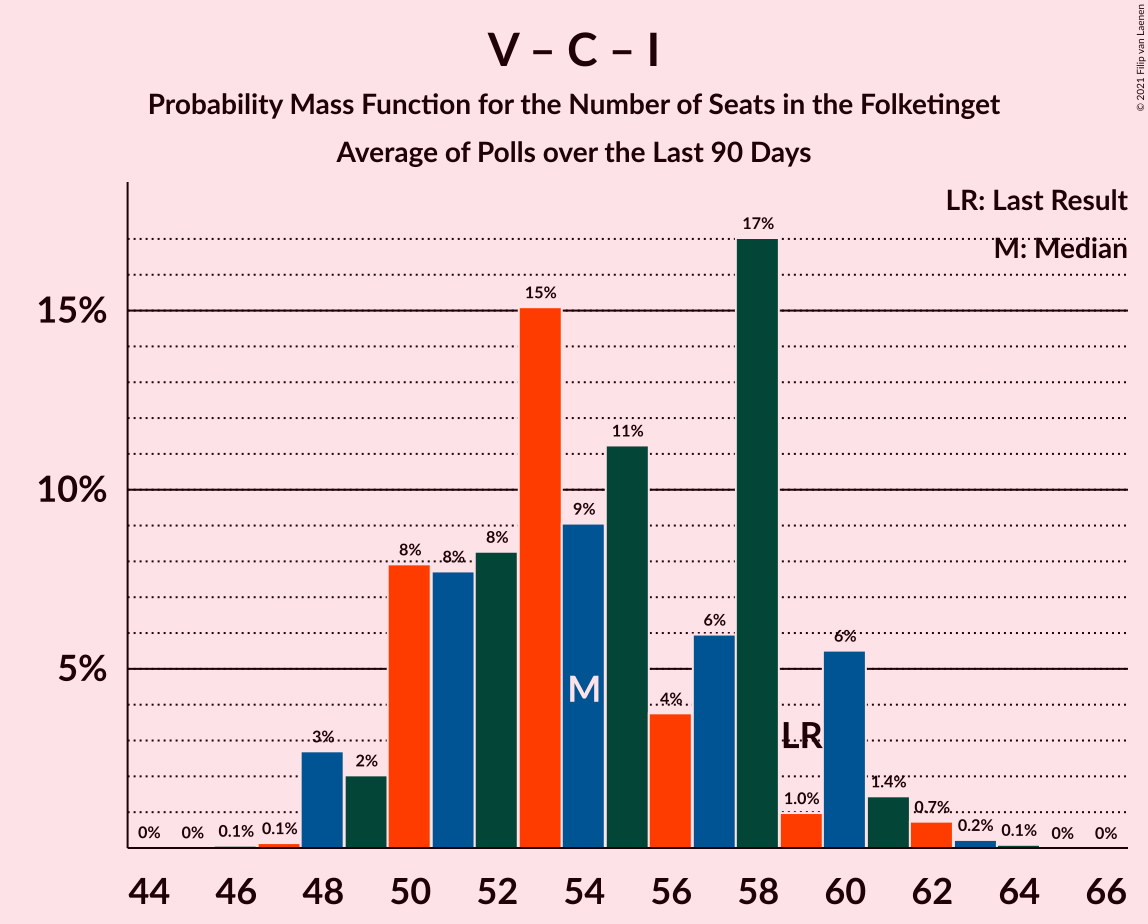 V – C – I
Probability Mass Function for the Number of Seats in the Folketinget
Average of Polls over the Last 90 Days
© 2021 Filip van Laenen
LR: Last Result
M: Median
17%
15%
15%
11%
10%
9%
8%
8%
8%
6%
6%
5%
M
4%
LR
3%
2%
1.4%
1.0%
0.7%
0% 0% 0.1% 0.1%
0.2% 0.1% 0% 0%
44 46 48 50 52 54 56 58 60 62 64 66